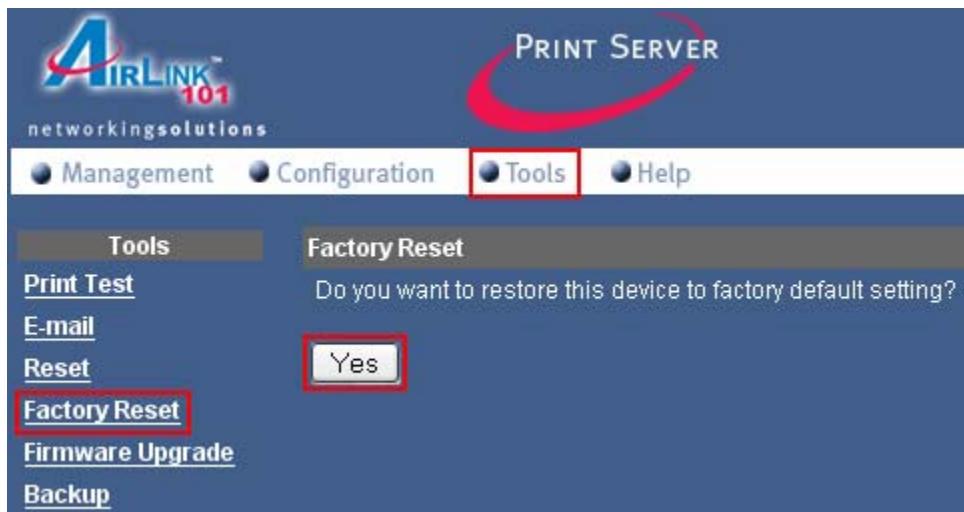 AIRLINK™
101
networkingsolutions
PRINT SERVER
Management Configuration Tools Help
Tools
Print Test
E-mail
Reset
Factory Reset
Firmware Upgrade
Backup
Factory Reset
Do you want to restore this device to factory default setting?
Yes